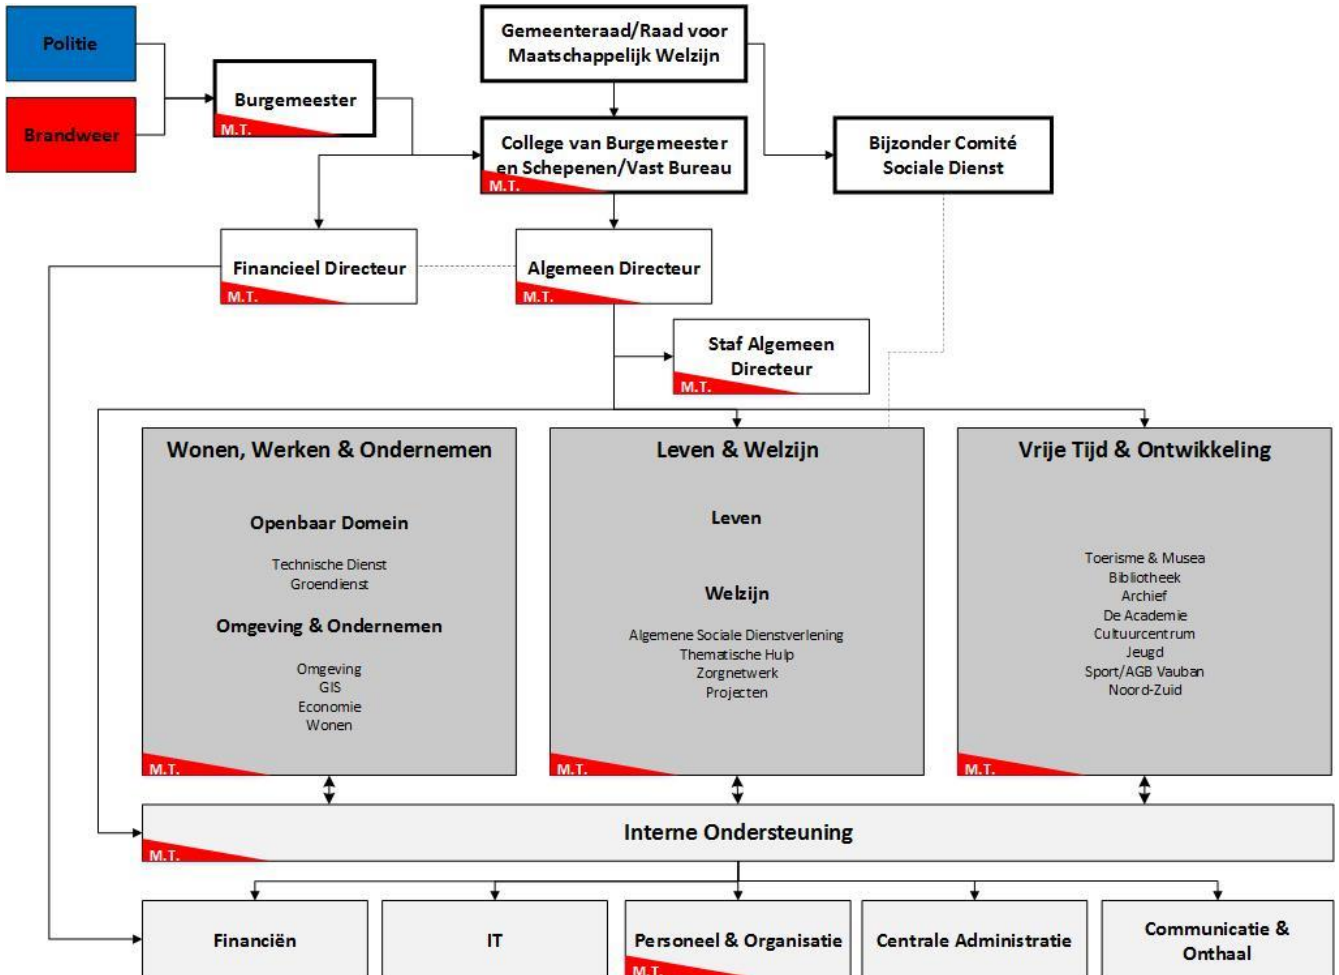 Politie
Brandweer
Burgemeester
M.T.
Gemeenteraad/Raad voor
Maatschappelijk Welzijn
College van Burgemeester
en Schepenen/Vast Bureau
M.T.
Bijzonder Comité
Sociale Dienst
Financieel Directeur
M.T.
Algemeen Directeur
M.T.
Staf Algemeen
Directeur
M.T.
Wonen, Werken & Ondernemen
Openbaar Domein
Technische Dienst
Groendienst
Omgeving & Ondernemen
Omgeving
GIS
Economie
Wonen
M.T.
Leven & Welzijn
Leven
Welzijn
Algemene Sociale Dienstverlening
Thematische Hulp
Zorgnetwerk
Projecten
M.T.
Vrije Tijd & Ontwikkeling
Toerisme & Musea
Bibliotheek
Archief
De Academie
Cultuurcentrum
Jeugd
Sport/AGB Vauban
Noord-Zuid
M.T.
Interne Ondersteuning
M.T.
Financiën
IT
Personeel & Organisatie
M.T.
Centrale Administratie
Communicatie &
Onthaal